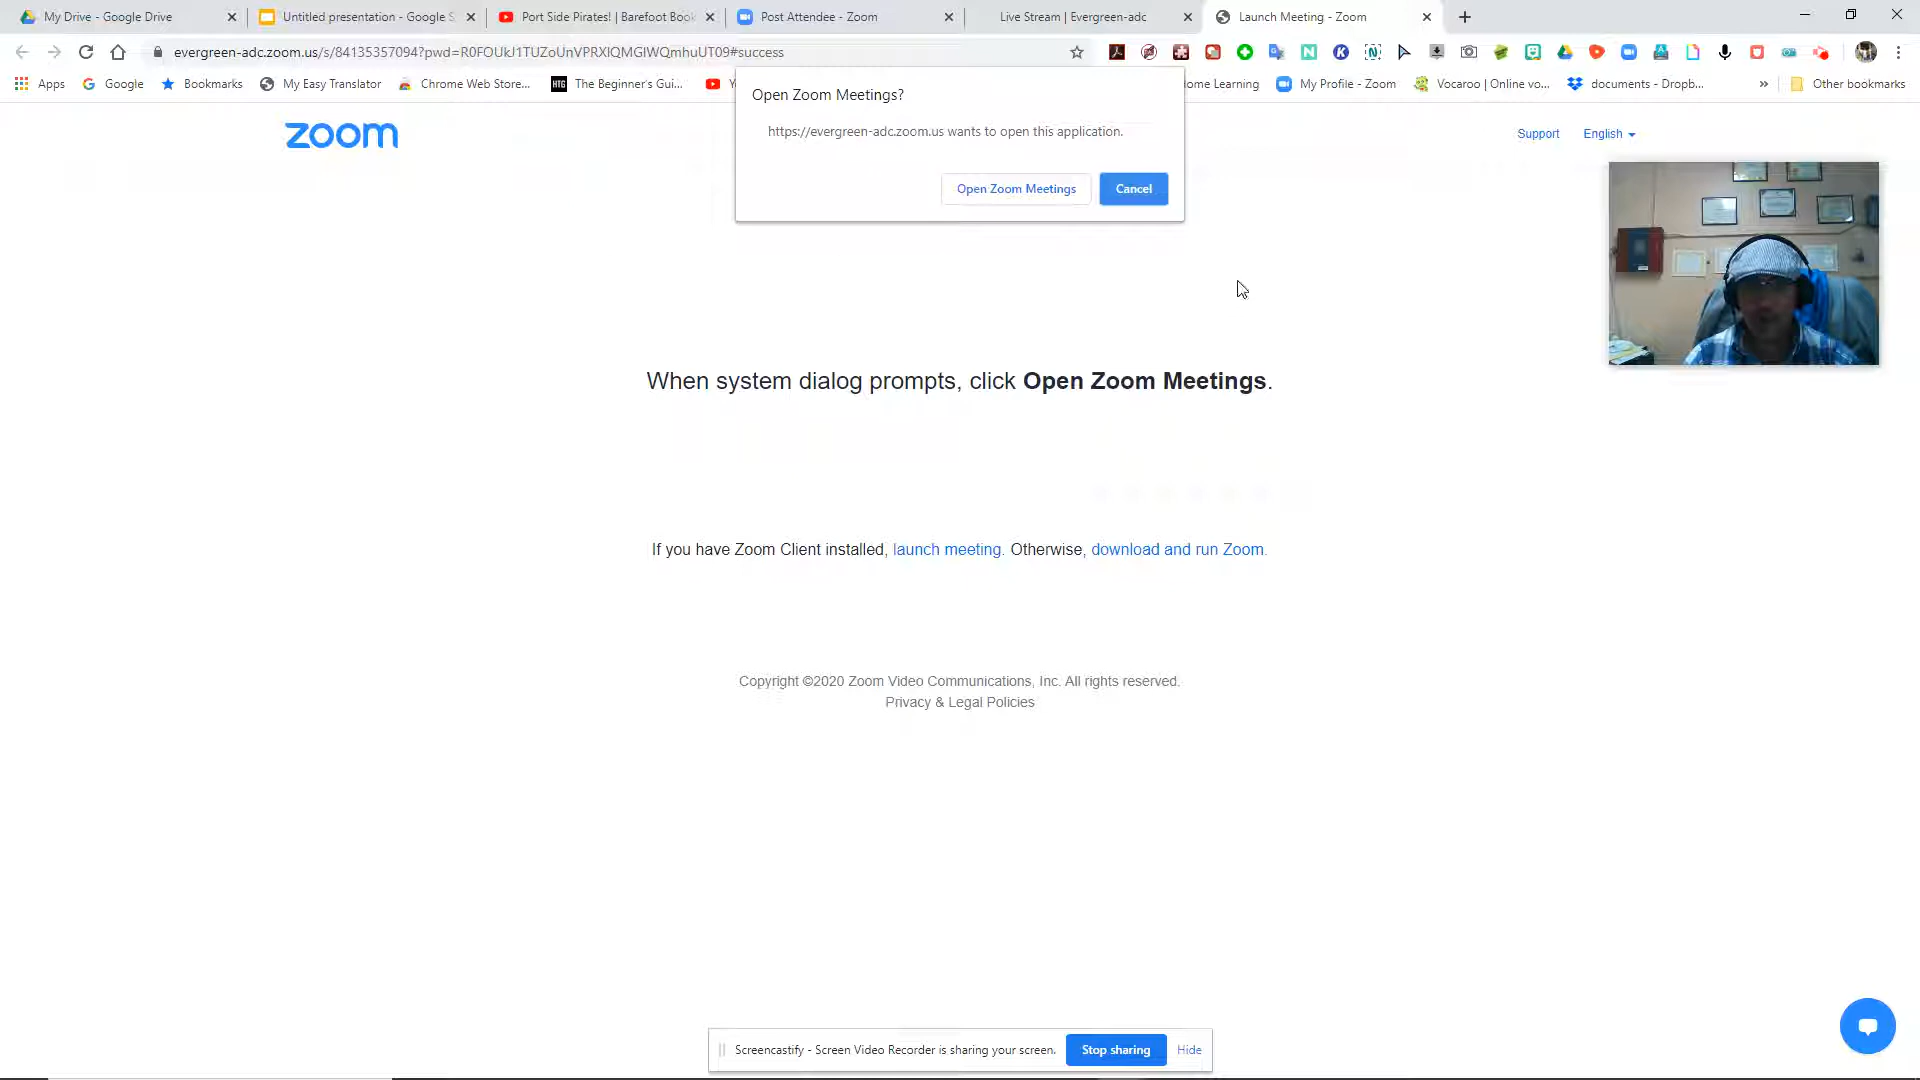 My Drive - Google Drive
Untitled presentation - Google S
Port Side Pirates! | Barefoot Book
Post Attendee - Zoom
Live Stream | Evergreen-adc
Launch Meeting - Zoom
evergreen-adc.zoom.us/s/84135357094?pwd=R0FOUkJ1TUZoUnVPRXlQMGlWQmhuUT09#success
Apps
Google
Bookmarks
My Easy Translator
Chrome Web Store...
HTG
The Beginner's Gui...
ome Learning
My Profile - Zoom
Vocaroo | Online vo...
documents - Dropb...
Other bookmarks
Open Zoom Meetings?
https://evergreen-adc.zoom.us wants to open this application.
Open Zoom Meetings
Cancel
zoom
Support
English
When system dialog prompts, click Open Zoom Meetings.
If you have Zoom Client installed, launch meeting. Otherwise, download and run Zoom.
Copyright ©2020 Zoom Video Communications, Inc. All rights reserved.
Privacy & Legal Policies
Screencastify - Screen Video Recorder is sharing your screen.
Stop sharing
Hide